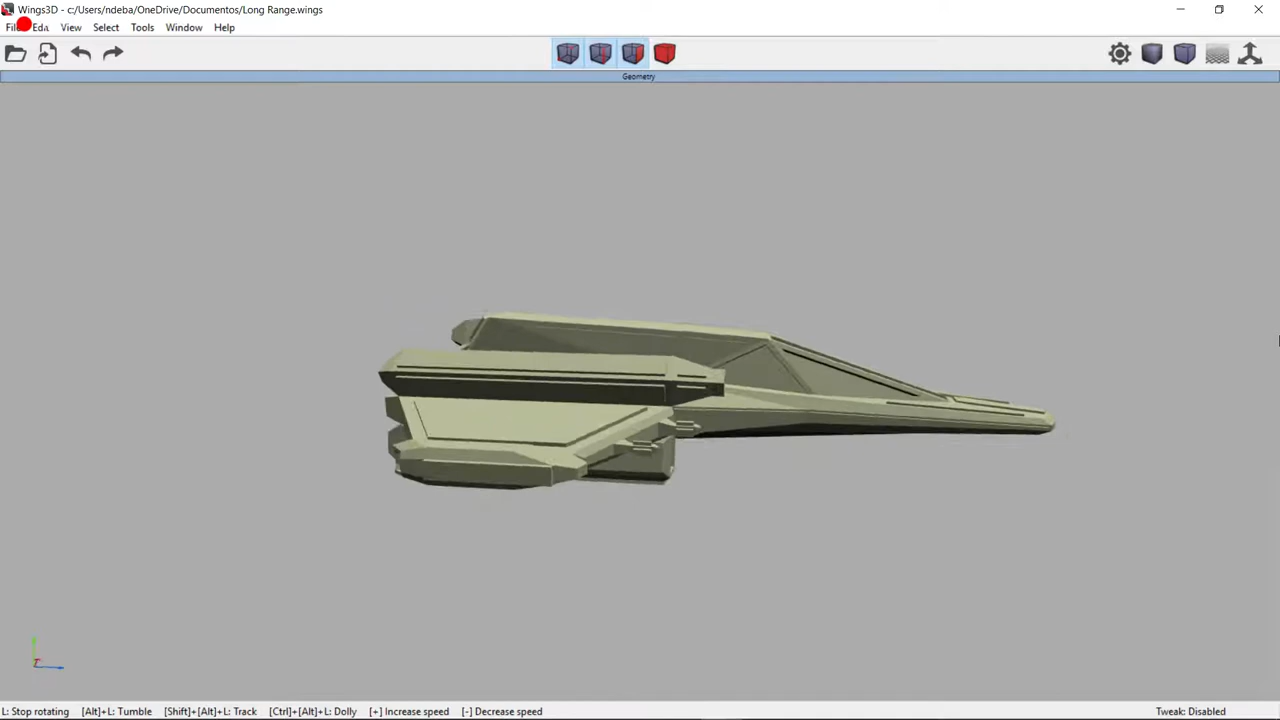 Wings3D - c:/Users/ndeba/OneDrive/Documentos/Long Range.wings
View Select Tools Window Help
Geometry
L: Stop rotating [Alt]+L: Tumble [Shift]+[Alt]+L: Track [Ctrl]+[Alt]+L: Dolly [+] Increase speed [-] Decrease speed Tweak: Disabled